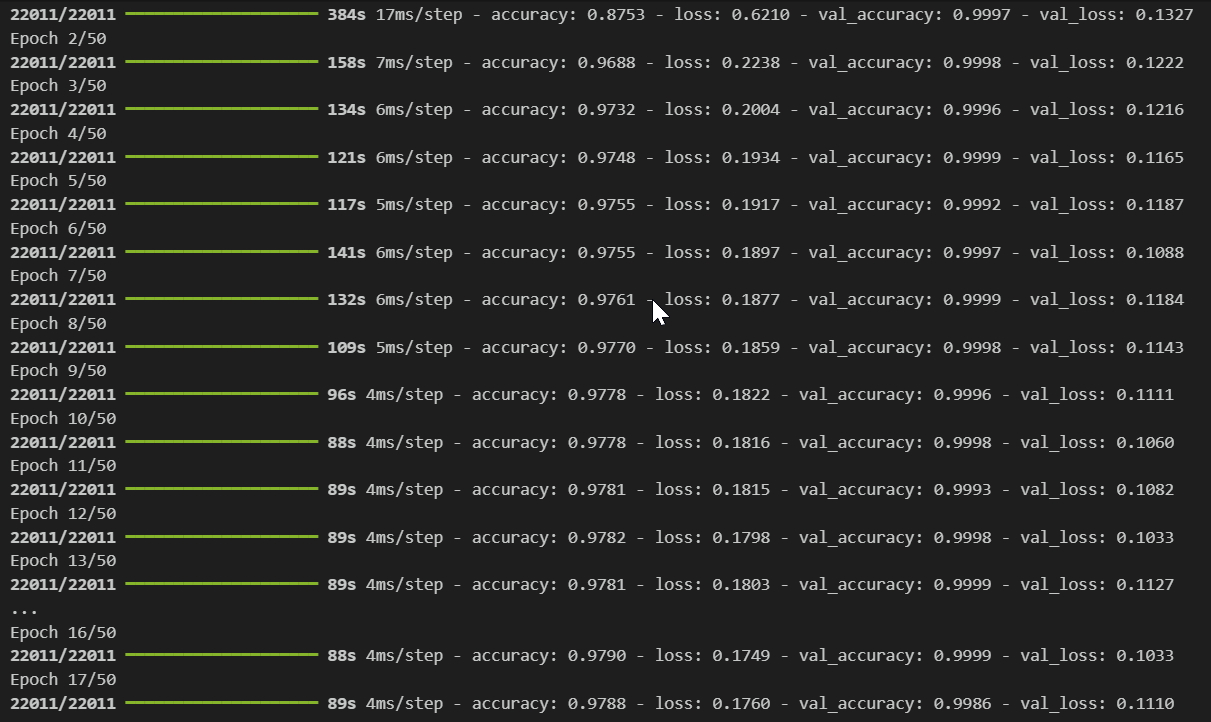 22011/22011 ━━━━━━━━━━━━━━━━━━━━ 384s 17ms/step - accuracy: 0.8753 - loss: 0.6210 - val_accuracy: 0.9997 - val_loss: 0.1327
Epoch 2/50
22011/22011 ━━━━━━━━━━━━━━━━━━━━ 158s 7ms/step - accuracy: 0.9688 - loss: 0.2238 - val_accuracy: 0.9998 - val_loss: 0.1222
Epoch 3/50
22011/22011 ━━━━━━━━━━━━━━━━━━━━ 134s 6ms/step - accuracy: 0.9732 - loss: 0.2004 - val_accuracy: 0.9996 - val_loss: 0.1216
Epoch 4/50
22011/22011 ━━━━━━━━━━━━━━━━━━━━ 121s 6ms/step - accuracy: 0.9748 - loss: 0.1934 - val_accuracy: 0.9999 - val_loss: 0.1165
Epoch 5/50
22011/22011 ━━━━━━━━━━━━━━━━━━━━ 117s 5ms/step - accuracy: 0.9755 - loss: 0.1917 - val_accuracy: 0.9992 - val_loss: 0.1187
Epoch 6/50
22011/22011 ━━━━━━━━━━━━━━━━━━━━ 141s 6ms/step - accuracy: 0.9755 - loss: 0.1897 - val_accuracy: 0.9997 - val_loss: 0.1088
Epoch 7/50
22011/22011 ━━━━━━━━━━━━━━━━━━━━ 132s 6ms/step - accuracy: 0.9761 - loss: 0.1877 - val_accuracy: 0.9999 - val_loss: 0.1184
Epoch 8/50
22011/22011 ━━━━━━━━━━━━━━━━━━━━ 109s 5ms/step - accuracy: 0.9770 - loss: 0.1859 - val_accuracy: 0.9998 - val_loss: 0.1143
Epoch 9/50
22011/22011 ━━━━━━━━━━━━━━━━━━━━ 96s 4ms/step - accuracy: 0.9778 - loss: 0.1822 - val_accuracy: 0.9996 - val_loss: 0.1111
Epoch 10/50
22011/22011 ━━━━━━━━━━━━━━━━━━━━ 88s 4ms/step - accuracy: 0.9778 - loss: 0.1816 - val_accuracy: 0.9998 - val_loss: 0.1060
Epoch 11/50
22011/22011 ━━━━━━━━━━━━━━━━━━━━ 89s 4ms/step - accuracy: 0.9781 - loss: 0.1815 - val_accuracy: 0.9993 - val_loss: 0.1082
Epoch 12/50
22011/22011 ━━━━━━━━━━━━━━━━━━━━ 89s 4ms/step - accuracy: 0.9782 - loss: 0.1798 - val_accuracy: 0.9998 - val_loss: 0.1033
Epoch 13/50
22011/22011 ━━━━━━━━━━━━━━━━━━━━ 89s 4ms/step - accuracy: 0.9781 - loss: 0.1803 - val_accuracy: 0.9999 - val_loss: 0.1127
...
Epoch 16/50
22011/22011 ━━━━━━━━━━━━━━━━━━━━ 88s 4ms/step - accuracy: 0.9790 - loss: 0.1749 - val_accuracy: 0.9999 - val_loss: 0.1033
Epoch 17/50
22011/22011 ━━━━━━━━━━━━━━━━━━━━ 89s 4ms/step - accuracy: 0.9788 - loss: 0.1760 - val_accuracy: 0.9986 - val_loss: 0.1110